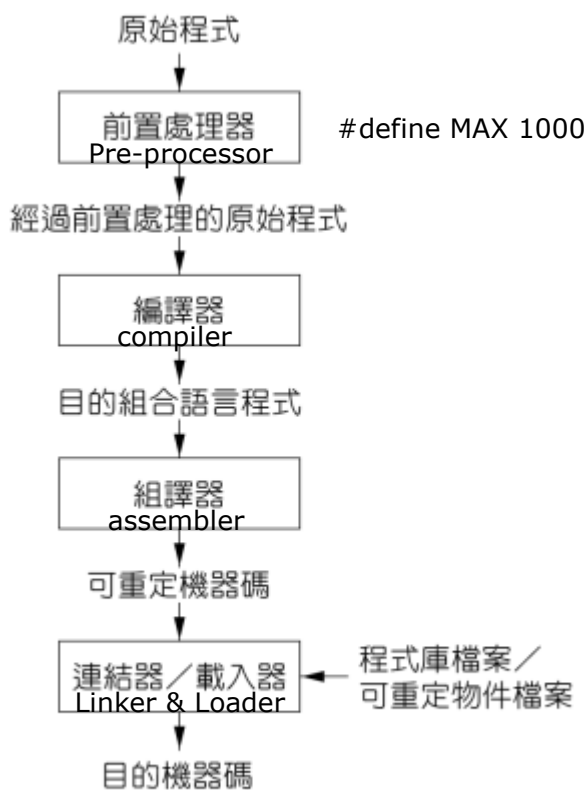 原始程式
前置處理器
Pre-processor
#define MAX 1000
經過前置處理的原始程式
編譯器
compiler
目的組合語言程式
組譯器
assembler
可重定機器碼
連結器／載入器
Linker & Loader
程式庫檔案／
可重定物件檔案
目的機器碼